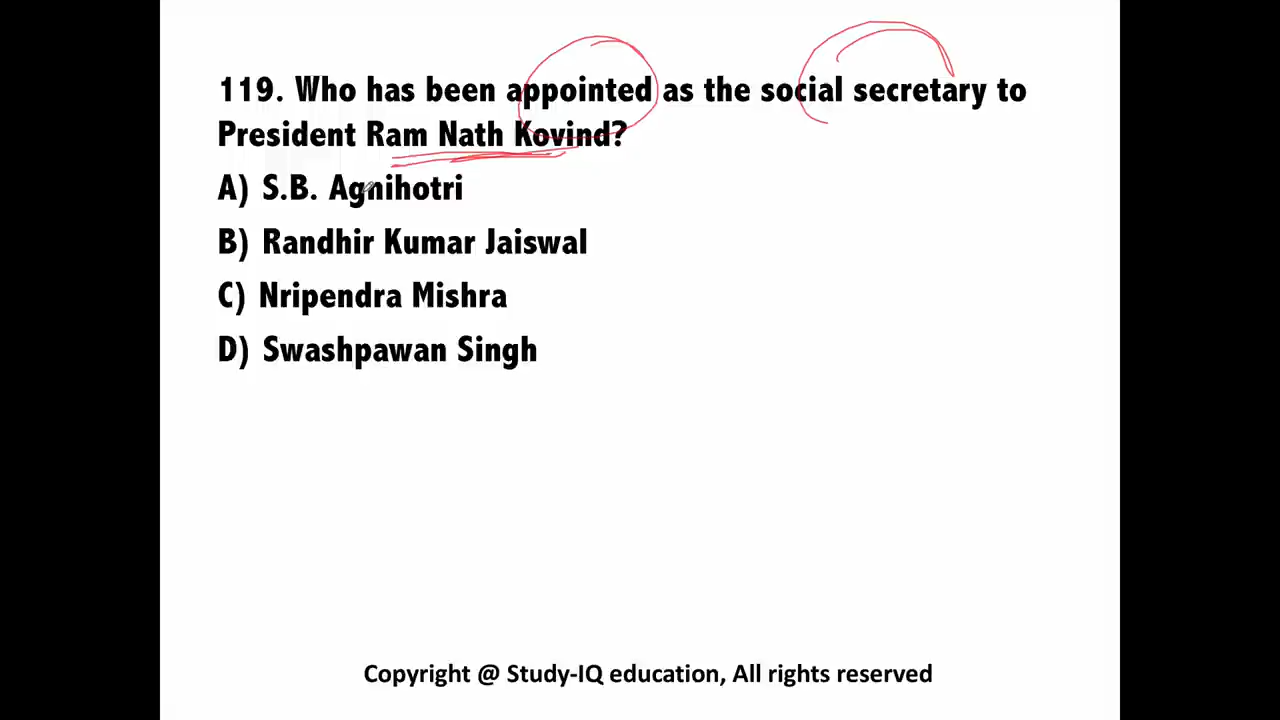 119. Who has been appointed as the social secretary to
President Ram Nath Kovind?
A) S.B. Agnihotri
B) Randhir Kumar Jaiswal
C) Nripendra Mishra
D) Swashpawan Singh
Copyright @ Study-IQ education, All rights reserved